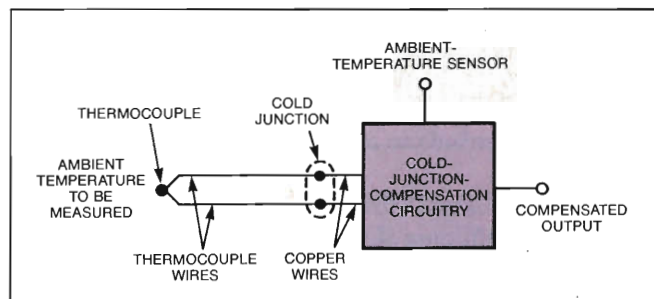 AMBIENT-
TEMPERATURE SENSOR
THERMOCOUPLE
COLD
JUNCTION
AMBIENT
TEMPERATURE
TO BE
MEASURED
COLD-
JUNCTION-
COMPENSATION
CIRCUITRY
COMPENSATED
OUTPUT
THERMOCOUPLE
WIRES
COPPER
WIRES